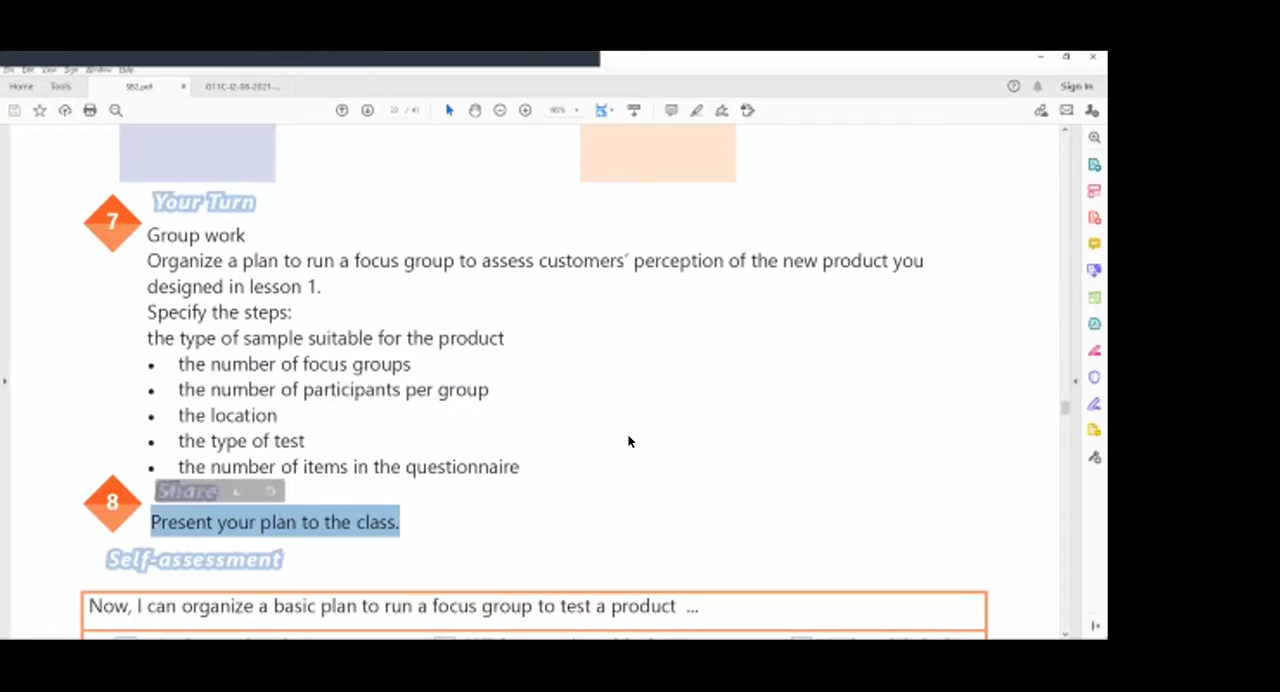 Home Tools SB2.pdf Sign In
7 Your Turn
Group work
Organize a plan to run a focus group to assess customers' perception of the new product you
designed in lesson 1.
Specify the steps:
the type of sample suitable for the product
• the number of focus groups
• the number of participants per group
• the location
• the type of test
• the number of items in the questionnaire
8 Share
Present your plan to the class.
Self-assessment
Now, I can organize a basic plan to run a focus group to test a product ...